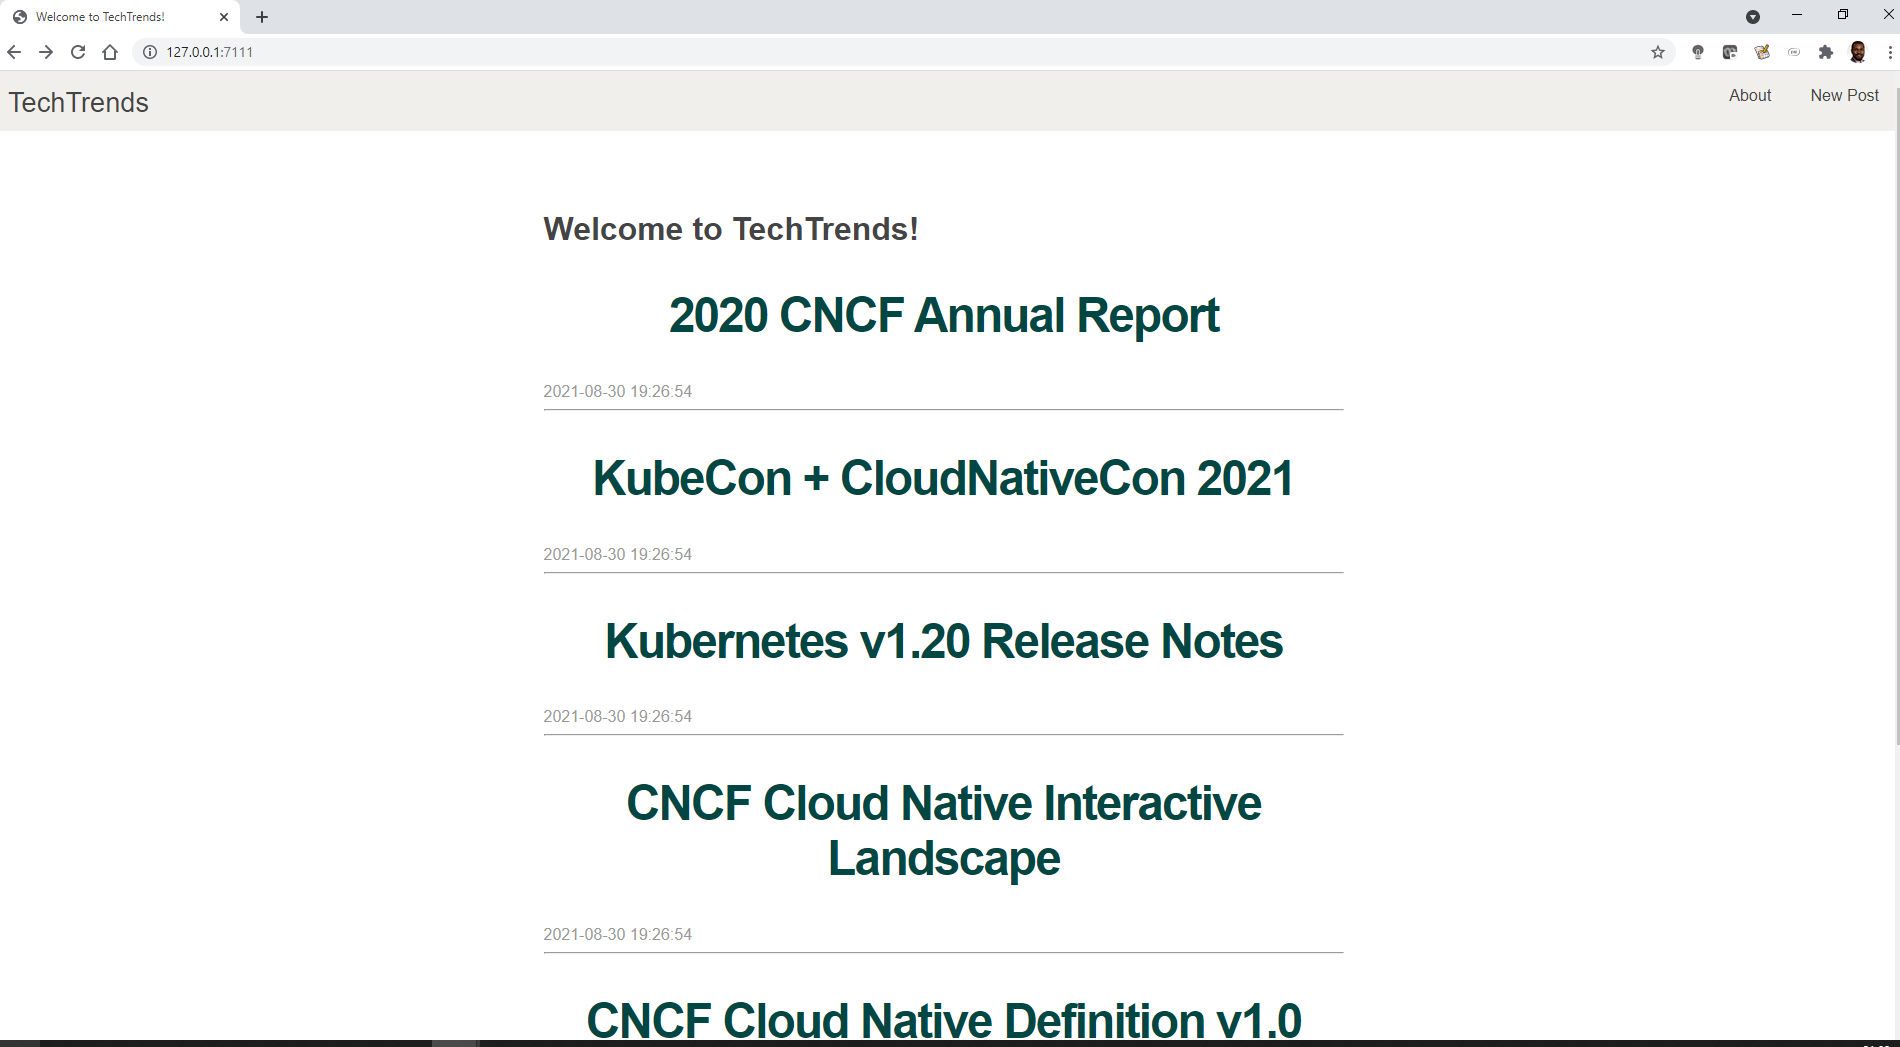 Welcome to TechTrends!
127.0.0.1:7111
TechTrends
About
New Post
Welcome to TechTrends!
2020 CNCF Annual Report
2021-08-30 19:26:54
KubeCon + CloudNativeCon 2021
2021-08-30 19:26:54
Kubernetes v1.20 Release Notes
2021-08-30 19:26:54
CNCF Cloud Native Interactive
Landscape
2021-08-30 19:26:54
CNCF Cloud Native Definition v1.0